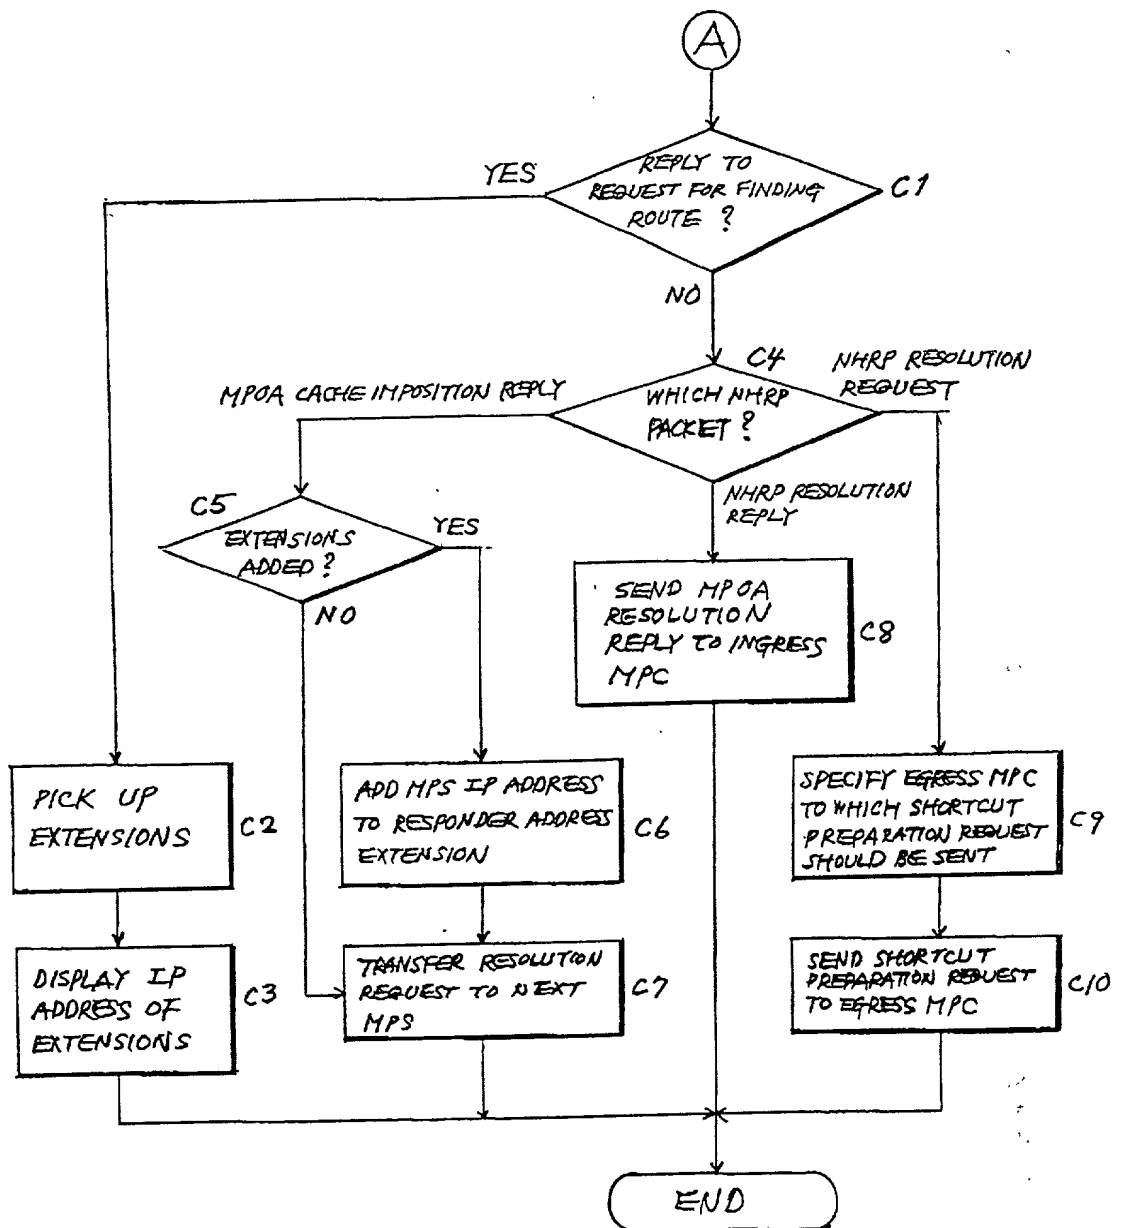 A
YES
REPLY TO
REQUEST FOR FINDING
ROUTE ?
C1
NO
C4
NHRP RESOLUTION
REQUEST
MPOA CACHE IMPOSITION REPLY
WHICH NHRP
PACKET ?
C5
EXTENSIONS
ADDED ?
YES
NO
NHRP RESOLUTION
REPLY
SEND MPOA
RESOLUTION
REPLY TO INGRESS
MPC
C8
PICK UP
EXTENSIONS
C2
ADD MPS IP ADDRESS
TO RESPONDER ADDRESS
EXTENSION
C6
SPECIFY EGRESS MPC
TO WHICH SHORTCUT
PREPARATION REQUEST
SHOULD BE SENT
C9
DISPLAY IP
ADDRESS OF
EXTENSIONS
C3
TRANSFER RESOLUTION
REQUEST TO NEXT
MPS
C7
SEND SHORTCUT
PREPARATION REQUEST
TO EGRESS MPC
C10
END